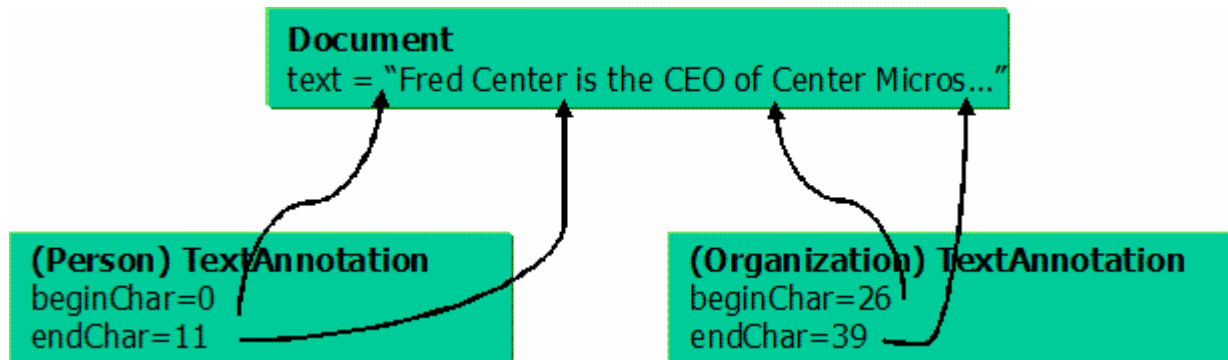 Document
text = “Fred Center is the CEO of Center Micros...”
(Person) TextAnnotation
beginChar=0
endChar=11
(Organization) TextAnnotation
beginChar=26
endChar=39